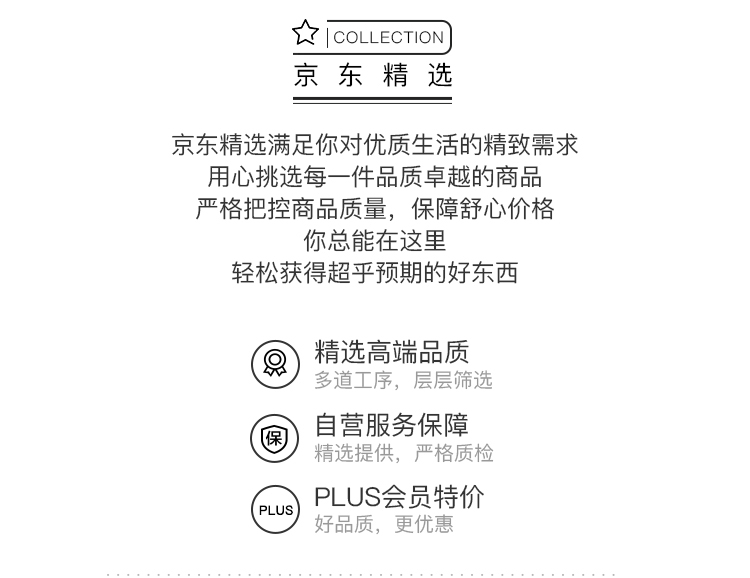 COLLECTION
京东精选
京东精选满足你对优质生活的精致需求
用心挑选每一件品质卓越的商品
严格把控商品质量，保障舒心价格
你总能在这里
轻松获得超乎预期的好东西
精选高端品质
多道工序，层层筛选
保
自营服务保障
精选提供，严格质检
PLUS
PLUS会员特价
好品质，更优惠